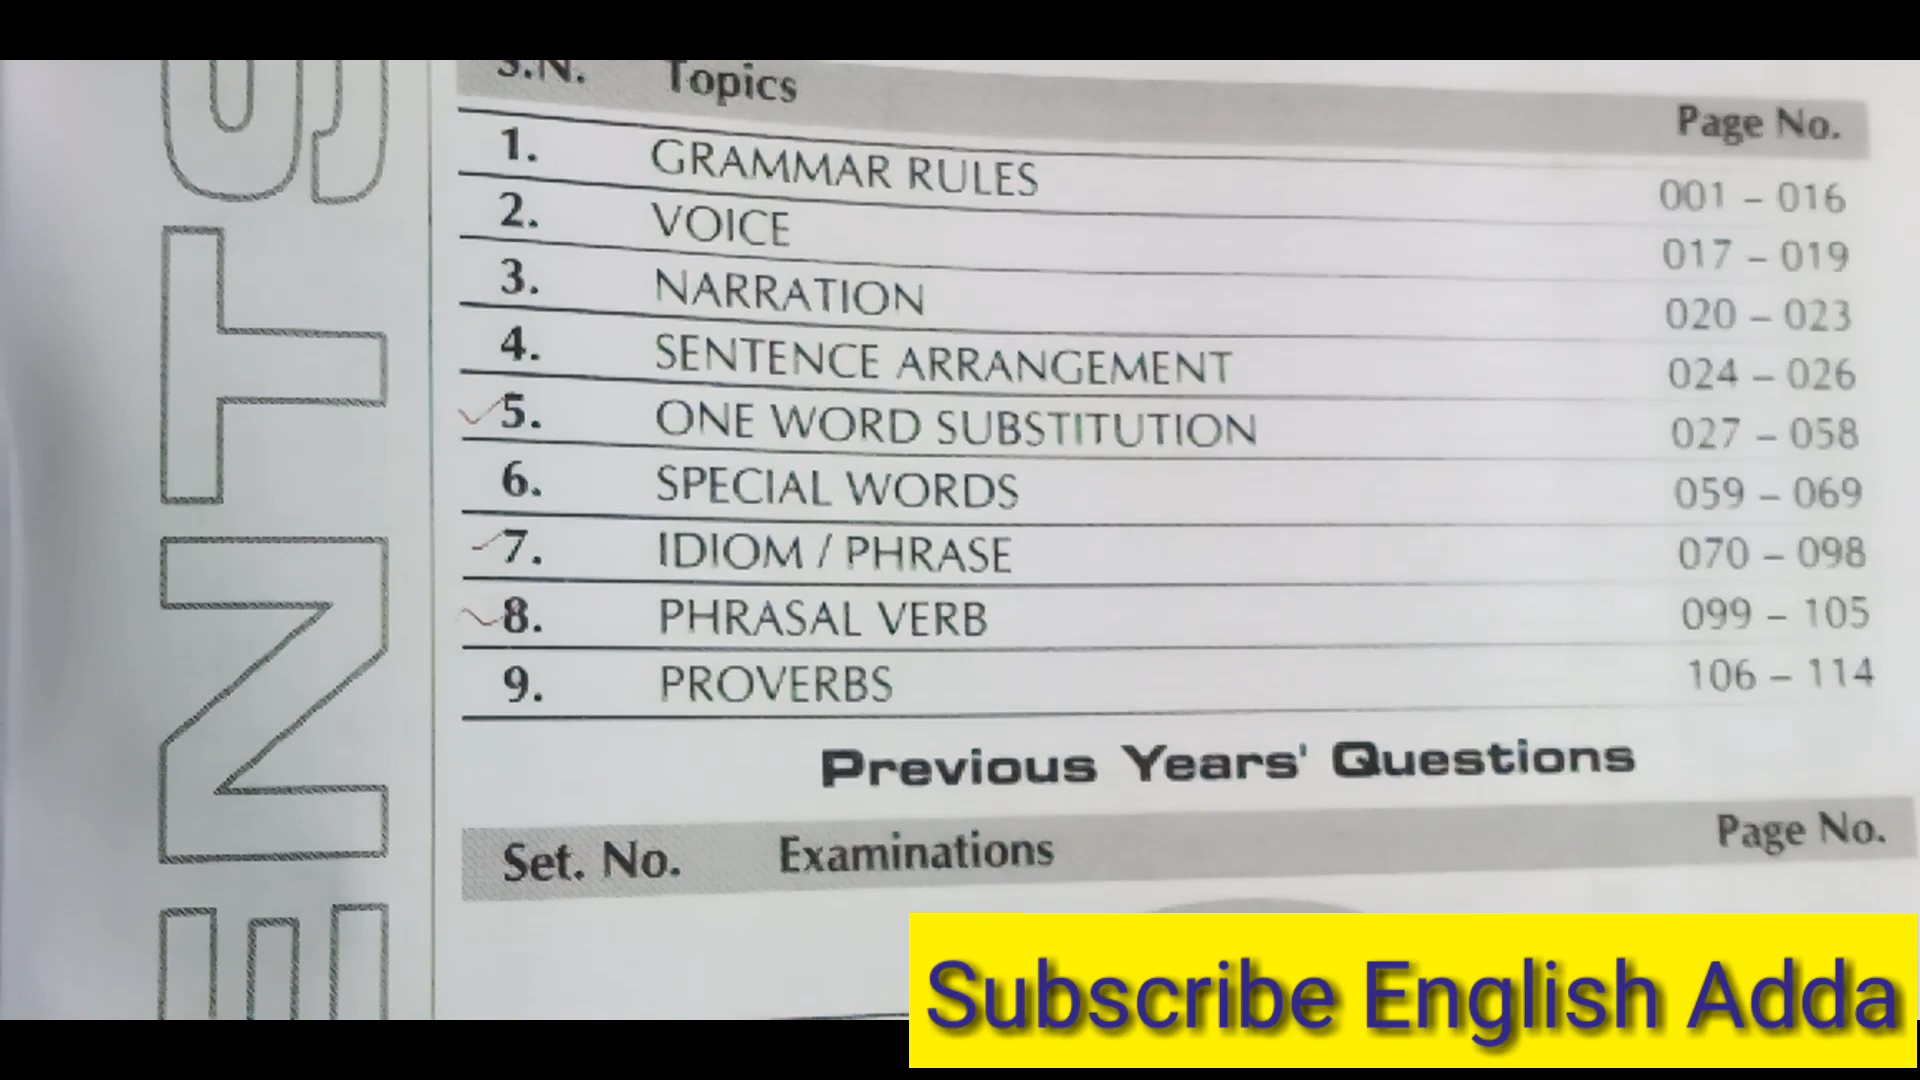 S.N. Topics Page No.
1. GRAMMAR RULES 001 – 016
2. VOICE 017 – 019
3. NARRATION 020 – 023
4. SENTENCE ARRANGEMENT 024 – 026
5. ONE WORD SUBSTITUTION 027 – 058
6. SPECIAL WORDS 059 – 069
7. IDIOM / PHRASE 070 – 098
8. PHRASAL VERB 099 – 105
9. PROVERBS 106 – 114
Previous Years' Questions
Set. No. Examinations Page No.
Subscribe English Adda
ENTS